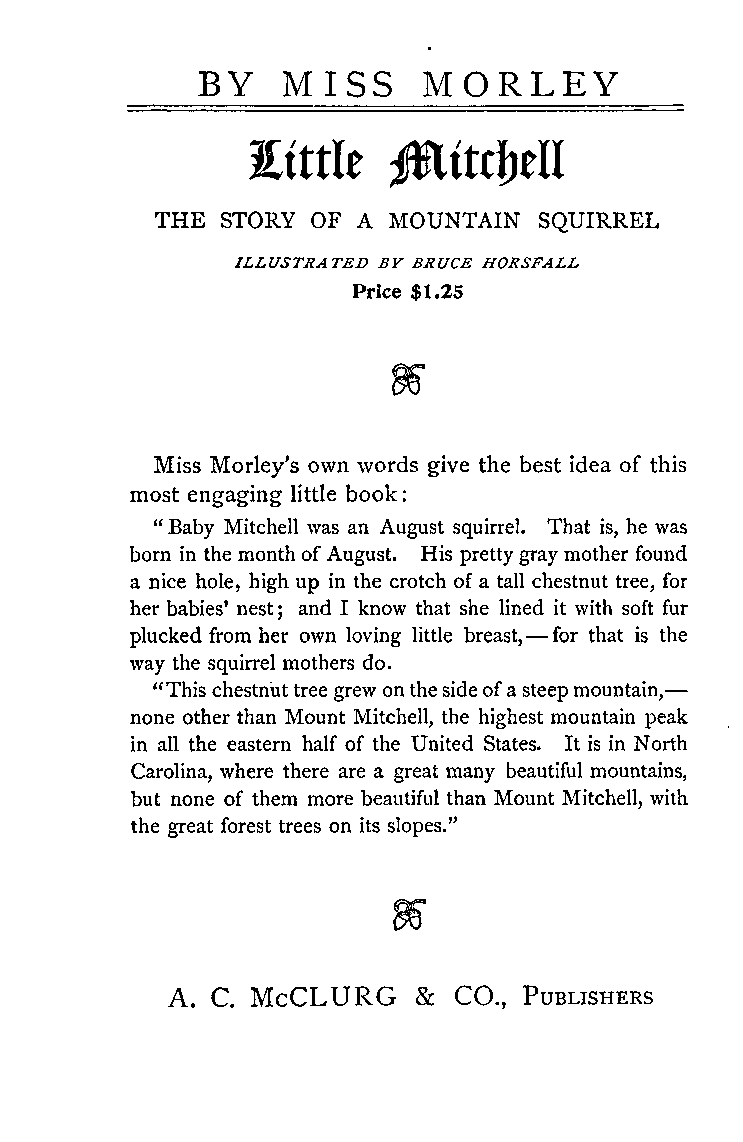 BY MISS MORLEY
Little Mitchell
THE STORY OF A MOUNTAIN SQUIRREL
ILLUSTRATED BY BRUCE HORSFALL
Price $1.25
Miss Morley's own words give the best idea of this
most engaging little book:
"Baby Mitchell was an August squirrel. That is, he was
born in the month of August. His pretty gray mother found
a nice hole, high up in the crotch of a tall chestnut tree, for
her babies' nest; and I know that she lined it with soft fur
plucked from her own loving little breast,—for that is the
way the squirrel mothers do.
"This chestnut tree grew on the side of a steep mountain,—
none other than Mount Mitchell, the highest mountain peak
in all the eastern half of the United States. It is in North
Carolina, where there are a great many beautiful mountains,
but none of them more beautiful than Mount Mitchell, with
the great forest trees on its slopes."
A. C. McCLURG & CO., PUBLISHERS